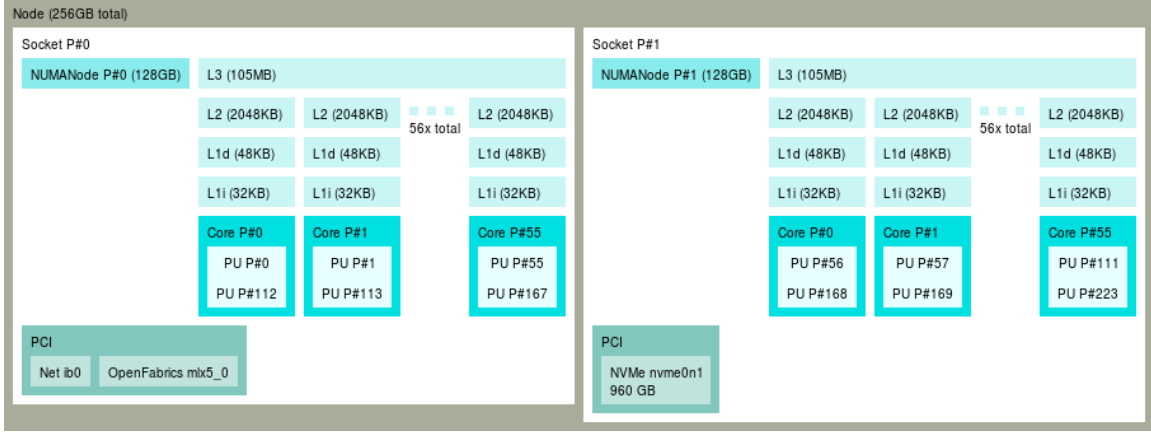 Node (256GB total)
Socket P#0
NUMANode P#0 (128GB)
L3 (105MB)
L2 (2048KB)
L2 (2048KB)
56x total
L2 (2048KB)
L1d (48KB)
L1d (48KB)
L1d (48KB)
L1i (32KB)
L1i (32KB)
L1i (32KB)
Core P#0
PU P#0
PU P#112
Core P#1
PU P#1
PU P#113
Core P#55
PU P#55
PU P#167
PCI
Net ib0
OpenFabrics mlx5_0
Socket P#1
NUMANode P#1 (128GB)
L3 (105MB)
L2 (2048KB)
L2 (2048KB)
56x total
L2 (2048KB)
L1d (48KB)
L1d (48KB)
L1d (48KB)
L1i (32KB)
L1i (32KB)
L1i (32KB)
Core P#0
PU P#56
PU P#168
Core P#1
PU P#57
PU P#169
Core P#55
PU P#111
PU P#223
PCI
NVMe nvme0n1
960 GB